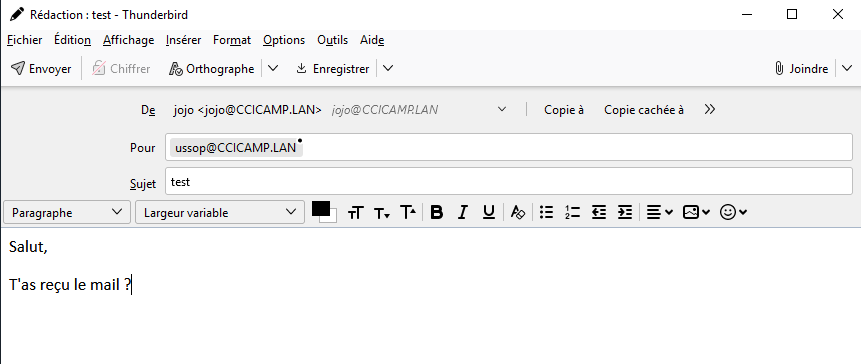 Rédaction : test - Thunderbird
Fichier Édition Affichage Insérer Format Options Outils Aide
Envoyer Chiffrer Orthographe Enregistrer Joindre
De jojo <jojo@CCICAMP.LAN> jojo@CCICAMP.LAN Copie à Copie cachée à
Pour ussop@CCICAMP.LAN
Sujet test
Paragraphe Largeur variable
Salut,
T'as reçu le mail ?